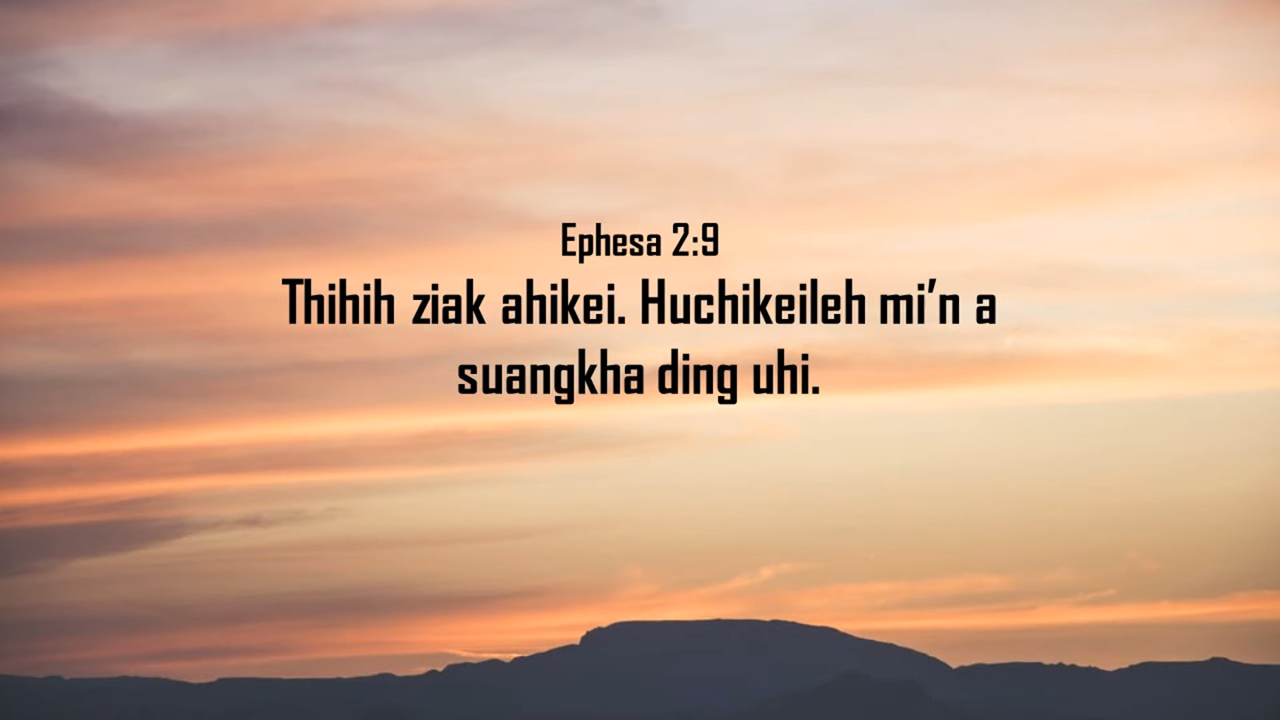 Ephesa 2:9
Thihih ziak ahikei. Huchikeileh mi’n a
suangkha ding uhi.